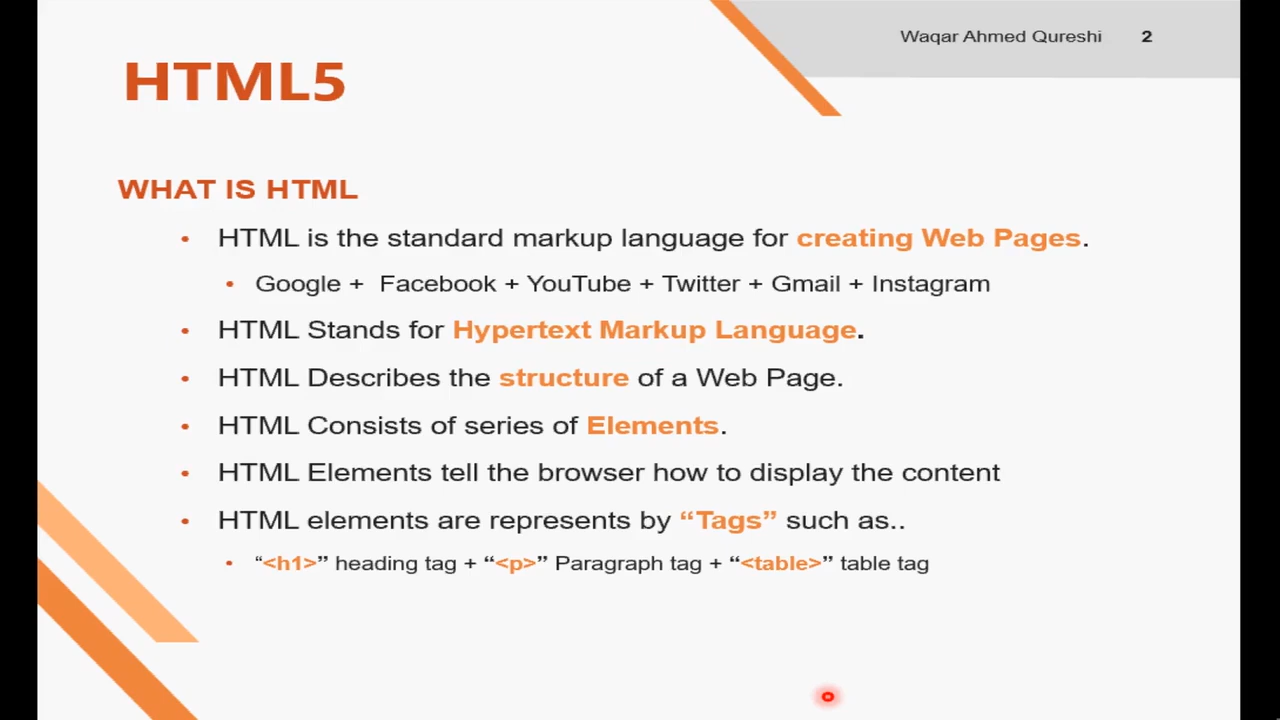 Waqar Ahmed Qureshi 2
HTML5
WHAT IS HTML
• HTML is the standard markup language for creating Web Pages.
• Google + Facebook + YouTube + Twitter + Gmail + Instagram
• HTML Stands for Hypertext Markup Language.
• HTML Describes the structure of a Web Page.
• HTML Consists of series of Elements.
• HTML Elements tell the browser how to display the content
• HTML elements are represents by “Tags” such as..
• “<h1>” heading tag + “<p>” Paragraph tag + “<table>” table tag